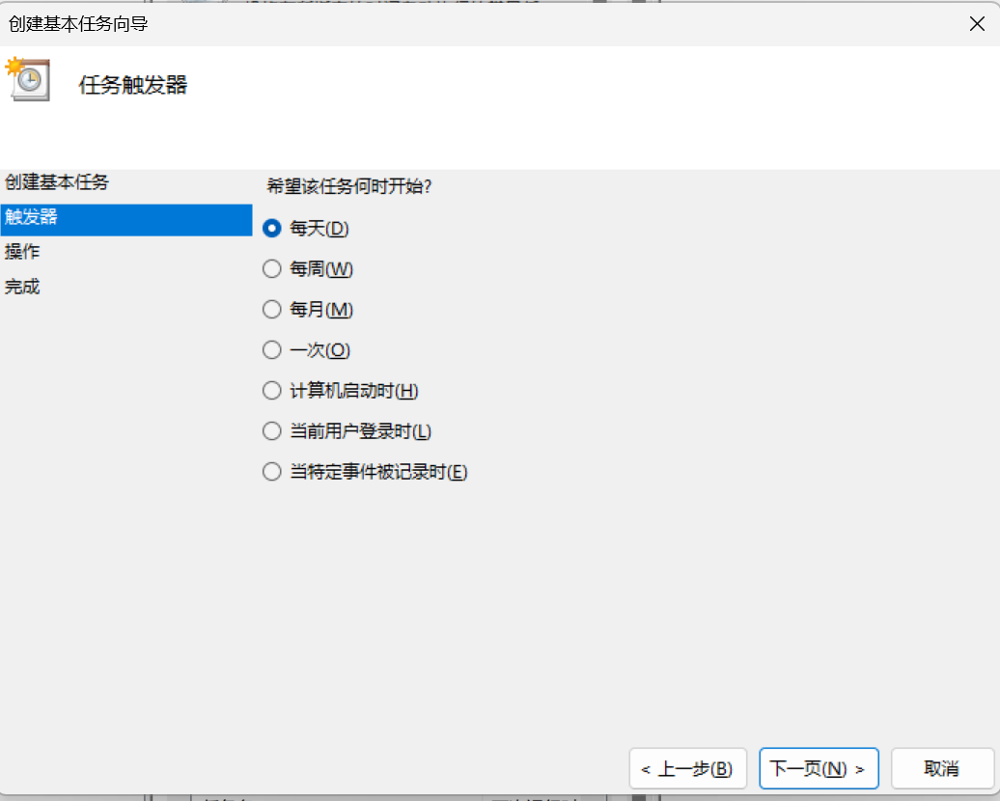 创建基本任务向导
任务触发器
创建基本任务
触发器
操作
完成
希望该任务何时开始?
每天(D)
每周(W)
每月(M)
一次(O)
计算机启动时(H)
当前用户登录时(L)
当特定事件被记录时(E)
< 上一步(B)
下一页(N) >
取消